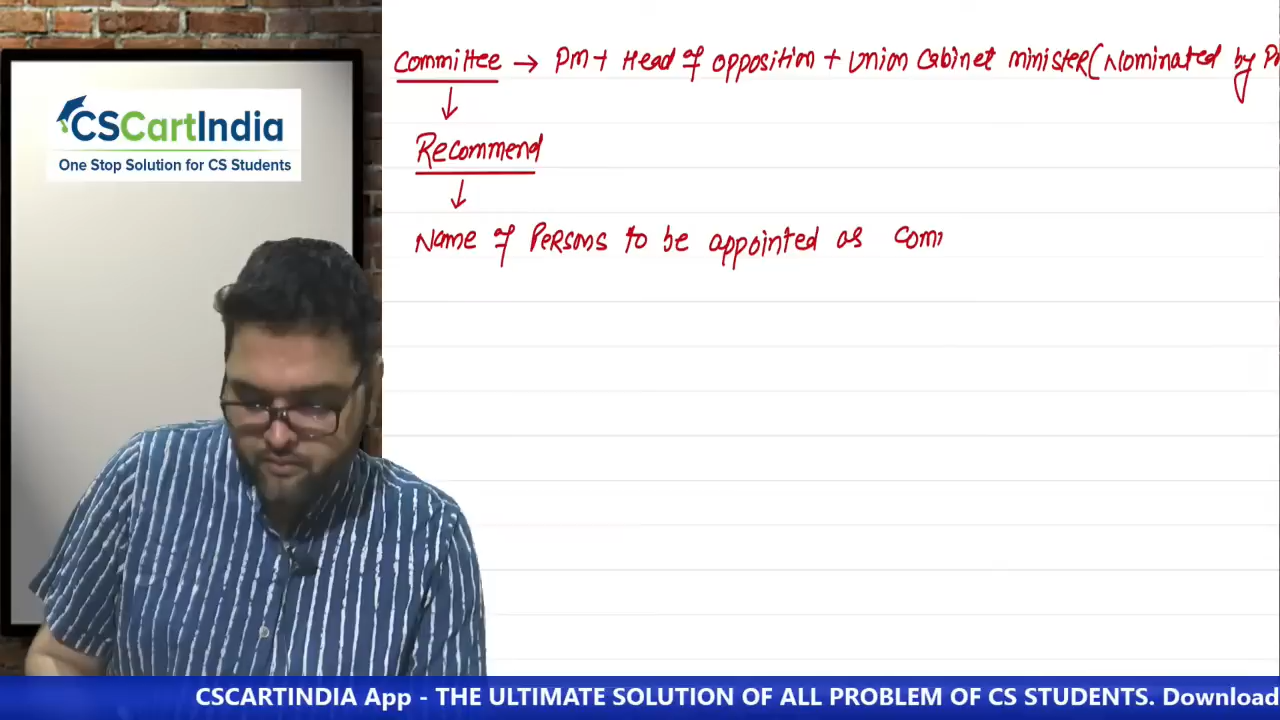 Committee → PM + Head of opposition + Union Cabinet minister (Nominated by P
↓
Recommend
↓
Name of Persons to be appointed as com
CSCartIndia
One Stop Solution for CS Students
CSCARTINDIA App - THE ULTIMATE SOLUTION OF ALL PROBLEM OF CS STUDENTS. Download